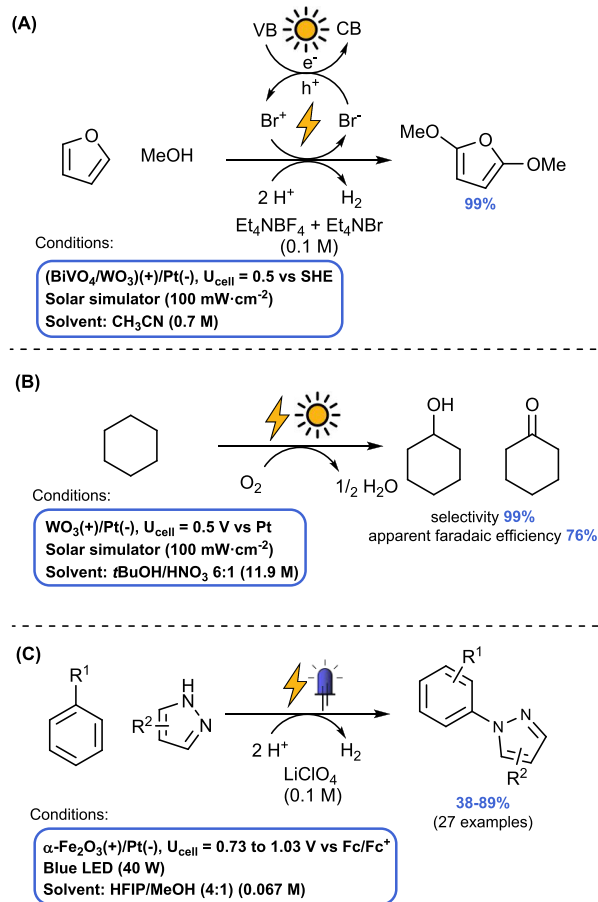 (A)
VB CB
e-
h+
Br+ Br-
O
MeOH
2 H+ H2
Et4NBF4 + Et4NBr
(0.1 M)
MeO O OMe
99%
Conditions:
(BiVO4/WO3)(+)/Pt(-), Ucell = 0.5 vs SHE
Solar simulator (100 mW·cm-2)
Solvent: CH3CN (0.7 M)
(B)
O2 1/2 H2O
OH O
selectivity 99%
apparent faradaic efficiency 76%
Conditions:
WO3(+)/Pt(-), Ucell = 0.5 V vs Pt
Solar simulator (100 mW·cm-2)
Solvent: tBuOH/HNO3 6:1 (11.9 M)
(C)
R1
H
N
N
R2
2 H+ H2
LiClO4
(0.1 M)
R1
N N
R2
38-89%
(27 examples)
Conditions:
α-Fe2O3(+)/Pt(-), Ucell = 0.73 to 1.03 V vs Fc/Fc+
Blue LED (40 W)
Solvent: HFIP/MeOH (4:1) (0.067 M)